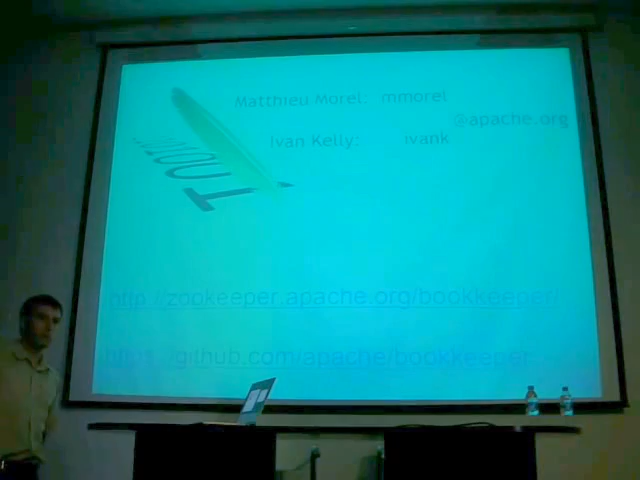 Matthieu Morel: mmorel
@apache.org
Ivan Kelly: ivank
http://zookeeper.apache.org/bookkeeper/
https://github.com/apache/bookkeeper